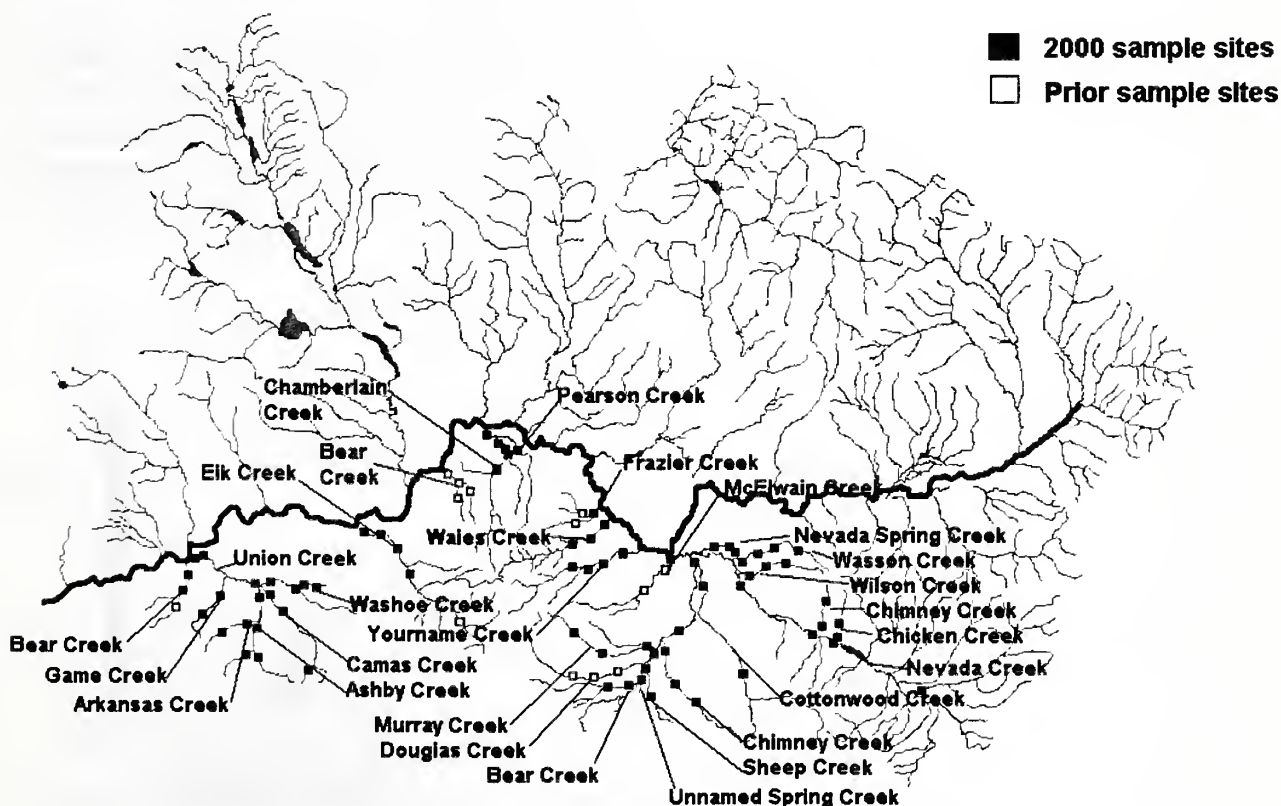 2000 sample sites
Prior sample sites
Chamberlain
Creek
Pearson Creek
Bear
Creek
Elk Creek
Frazier Creek
McElwain Creek
Wales Creek
Nevada Spring Creek
Union Creek
Wasson Creek
Wilson Creek
Washoe Creek
Chimney Creek
Yourname Creek
Chicken Creek
Bear Creek
Camas Creek
Nevada Creek
Game Creek
Ashby Creek
Cottonwood Creek
Arkansas Creek
Murray Creek
Chimney Creek
Douglas Creek
Sheep Creek
Bear Creek
Unnamed Spring Creek